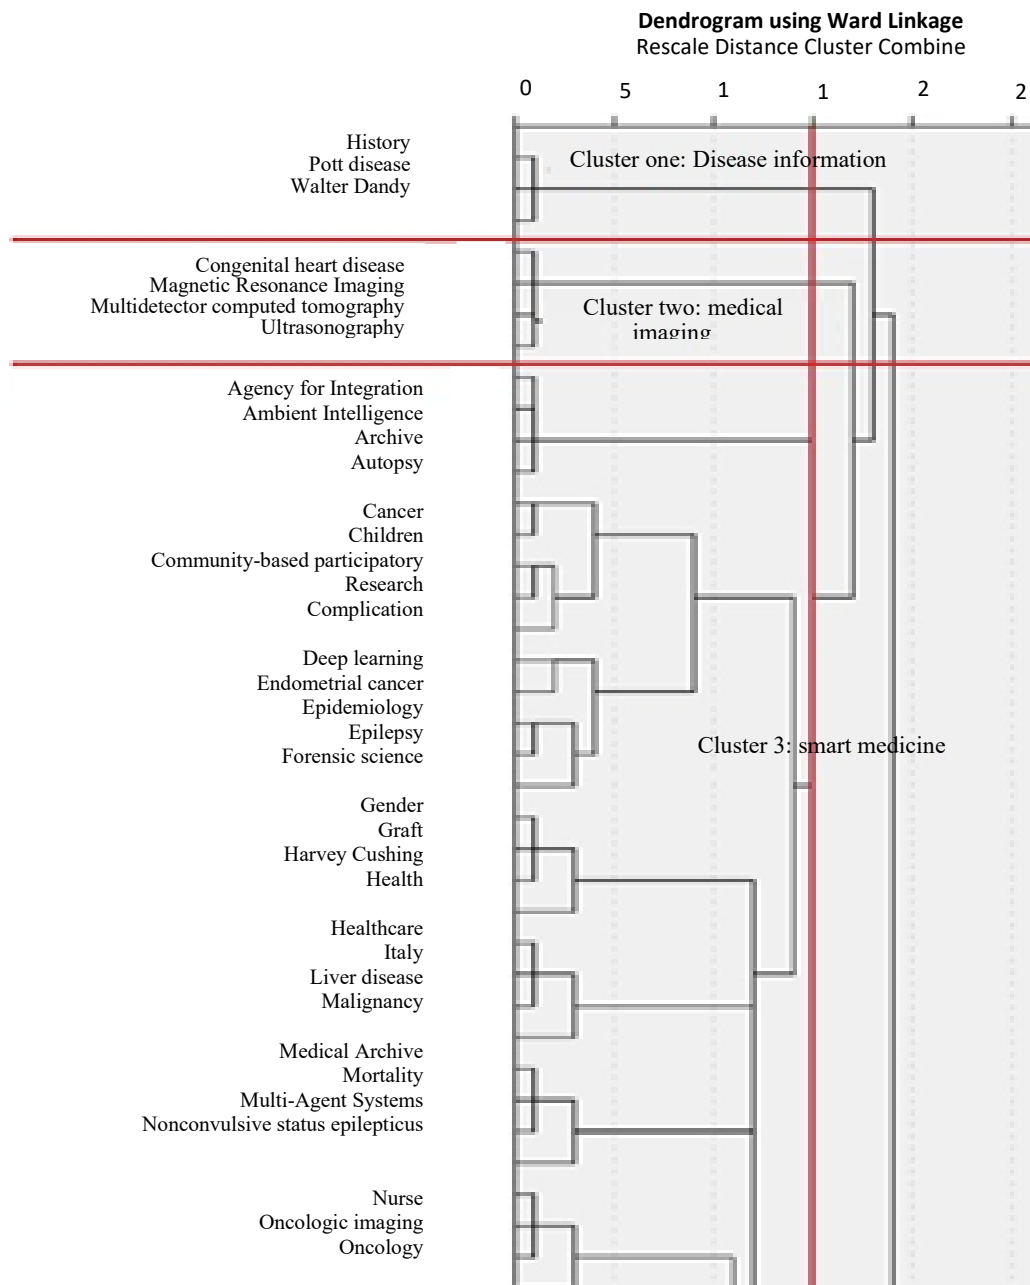 Dendrogram using Ward Linkage
Rescale Distance Cluster Combine
0 5 1 1 2 2
History
Pott disease
Walter Dandy
Cluster one: Disease information
Congenital heart disease
Magnetic Resonance Imaging
Multidetector computed tomography
Ultrasonography
Cluster two: medical
imaging
Agency for Integration
Ambient Intelligence
Archive
Autopsy
Cancer
Children
Community-based participatory
Research
Complication
Deep learning
Endometrial cancer
Epidemiology
Epilepsy
Forensic science
Cluster 3: smart medicine
Gender
Graft
Harvey Cushing
Health
Healthcare
Italy
Liver disease
Malignancy
Medical Archive
Mortality
Multi-Agent Systems
Nonconvulsive status epilepticus
Nurse
Oncologic imaging
Oncology